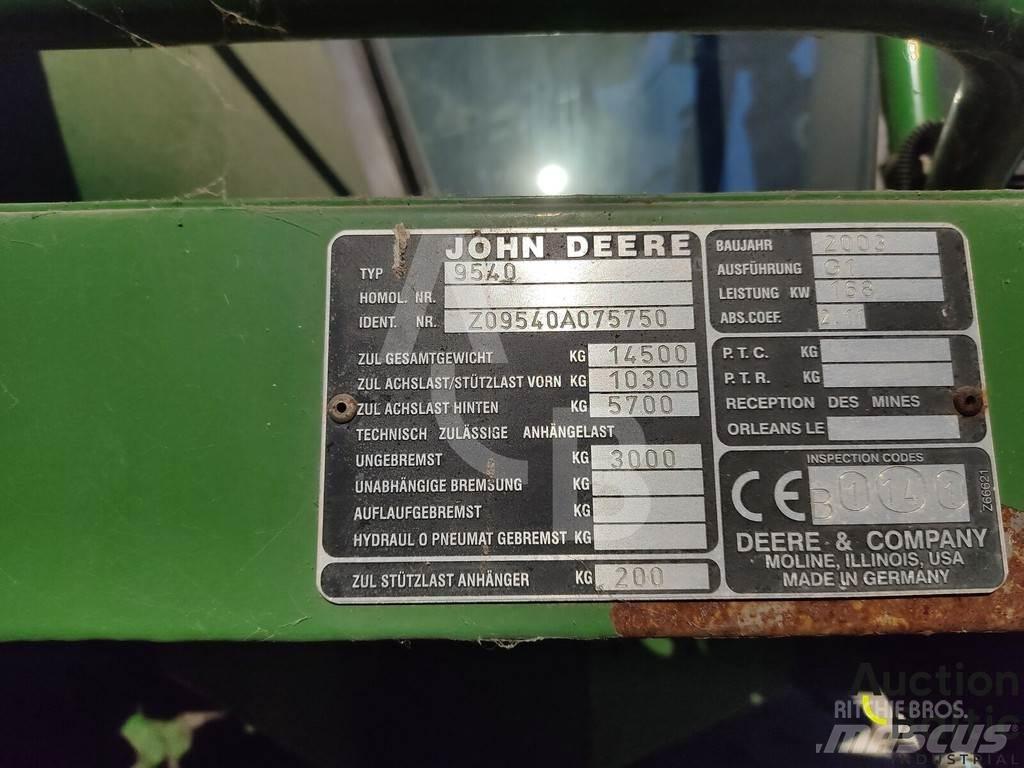 JOHN DEERE
TYP 9540
HOMOL. NR.
IDENT. NR. Z09540A075750
ZUL GESAMTGEWICHT KG 14500
ZUL ACHSLAST/STÜTZLAST VORN KG 10300
ZUL ACHSLAST HINTEN KG 5700
TECHNISCH ZULÄSSIGE ANHÄNGELAST
UNGEBREMST KG 3000
UNABHÄNGIGE BREMSUNG KG
AUFLAUFGEBREMST KG
HYDRAUL O PNEUMAT GEBREMST KG
ZUL STÜTZLAST ANHÄNGER KG 200
BAUJAHR 2003
AUSFÜHRUNG G1
LEISTUNG KW 168
ABS.COEF.
P.T.C. KG
P.T.R. KG
RECEPTION DES MINES
ORLEANS LE
INSPECTION CODES
CE B 1 14 1
Z66621
DEERE & COMPANY
MOLINE, ILLINOIS, USA
MADE IN GERMANY
Auction
RITCHIE BROS.
mascus
INDUSTRIAL